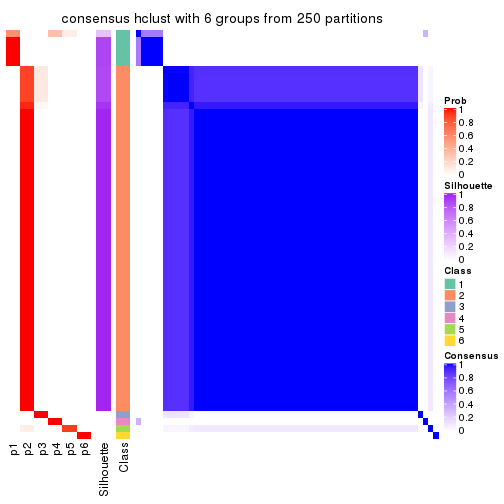 consensus hclust with 6 groups from 250 partitions
Prob
1
0.8
0.6
0.4
0.2
0
Silhouette
1
0.8
0.6
0.4
0.2
0
Class
1
2
3
4
5
6
Consensus
1
0.8
0.6
0.4
0.2
0
p1
p2
p3
p4
p5
p6
Silhouette
Class